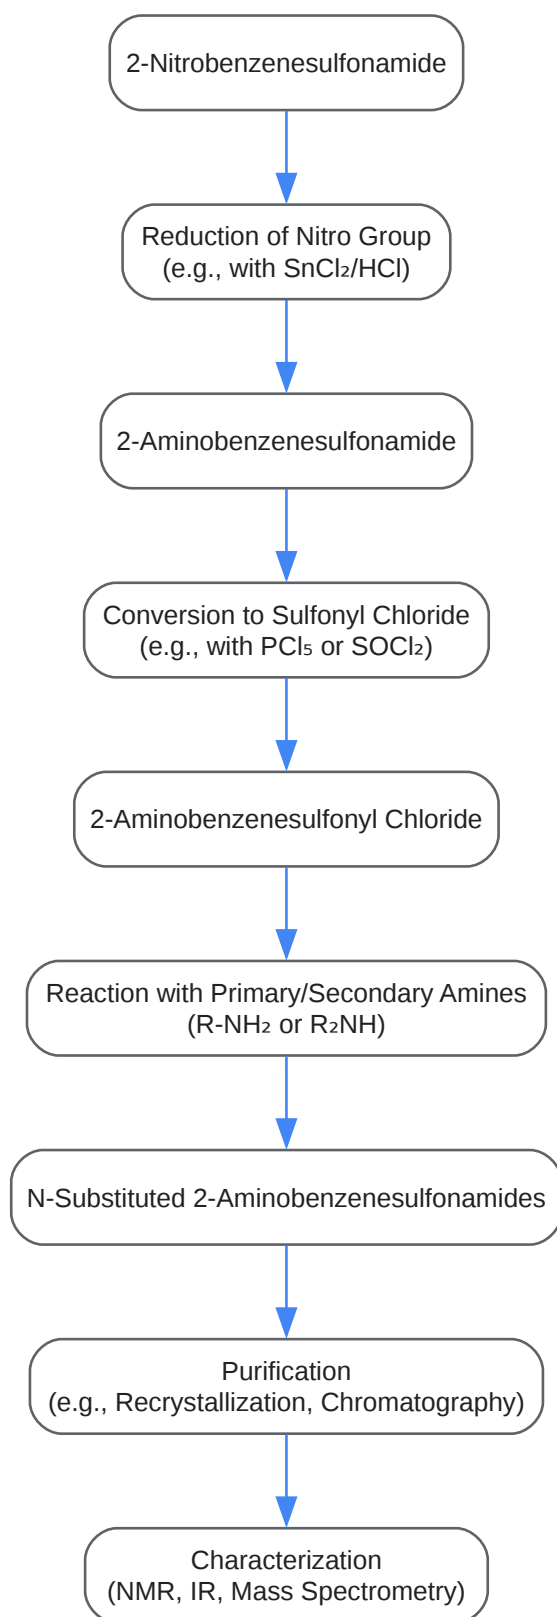 2-Nitrobenzenesulfonamide
Reduction of Nitro Group
(e.g., with SnCl₂/HCl)
2-Aminobenzenesulfonamide
Conversion to Sulfonyl Chloride
(e.g., with PCl₅ or SOCl₂)
2-Aminobenzenesulfonyl Chloride
Reaction with Primary/Secondary Amines
(R-NH₂ or R₂NH)
N-Substituted 2-Aminobenzenesulfonamides
Purification
(e.g., Recrystallization, Chromatography)
Characterization
(NMR, IR, Mass Spectrometry)